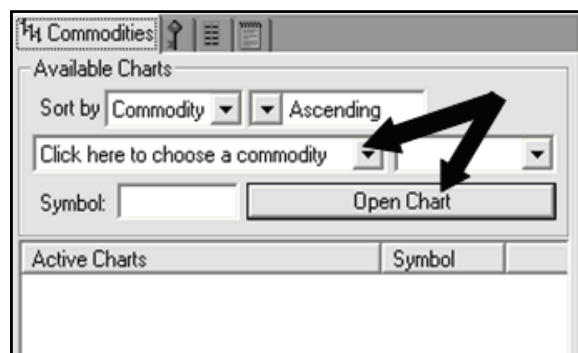 Commodities
Available Charts
Sort by Commodity Ascending
Click here to choose a commodity
Symbol: Open Chart
Active Charts Symbol